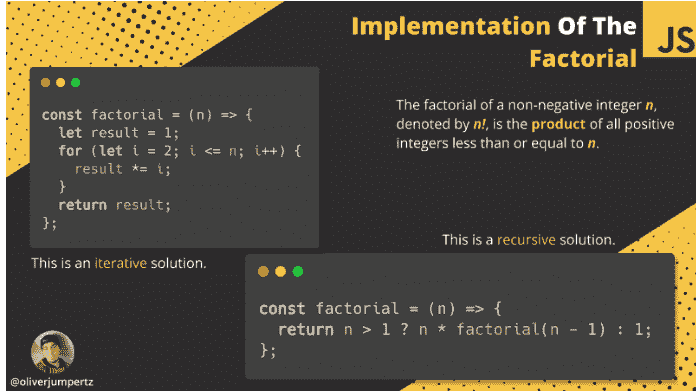 Implementation Of The
Factorial
JS
const factorial = (n) => {
  let result = 1;
  for (let i = 2; i <= n; i++) {
    result *= i;
  }
  return result;
};
The factorial of a non-negative integer n,
denoted by n!, is the product of all positive
integers less than or equal to n.
This is an iterative solution.
This is a recursive solution.
const factorial = (n) => {
  return n > 1 ? n * factorial(n - 1) : 1;
};
@oliverjumpertz